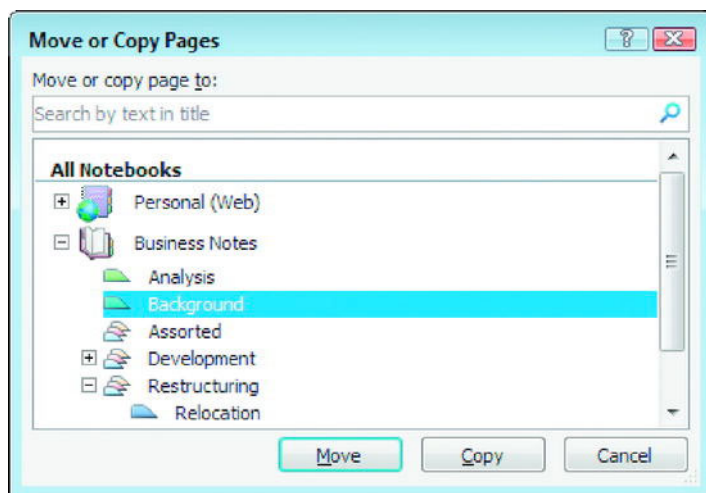 Move or Copy Pages
Move or copy page to:
Search by text in title
All Notebooks
Personal (Web)
Business Notes
Analysis
Background
Assorted
Development
Restructuring
Relocation
Move Copy Cancel